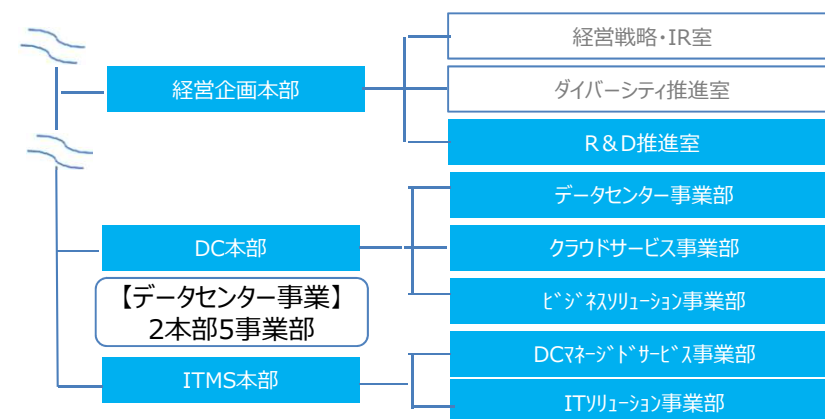 経営戦略・IR室
経営企画本部
ダイバーシティ推進室
R&D推進室
データセンター事業部
DC本部
クラウドサービス事業部
【データセンター事業】
2本部5事業部
ﾋﾞｼﾞﾈｽｿﾘｭｰｼｮﾝ事業部
DCﾏﾈｰｼﾞﾄﾞｻｰﾋﾞｽ事業部
ITMS本部
ITｿﾘｭｰｼｮﾝ事業部